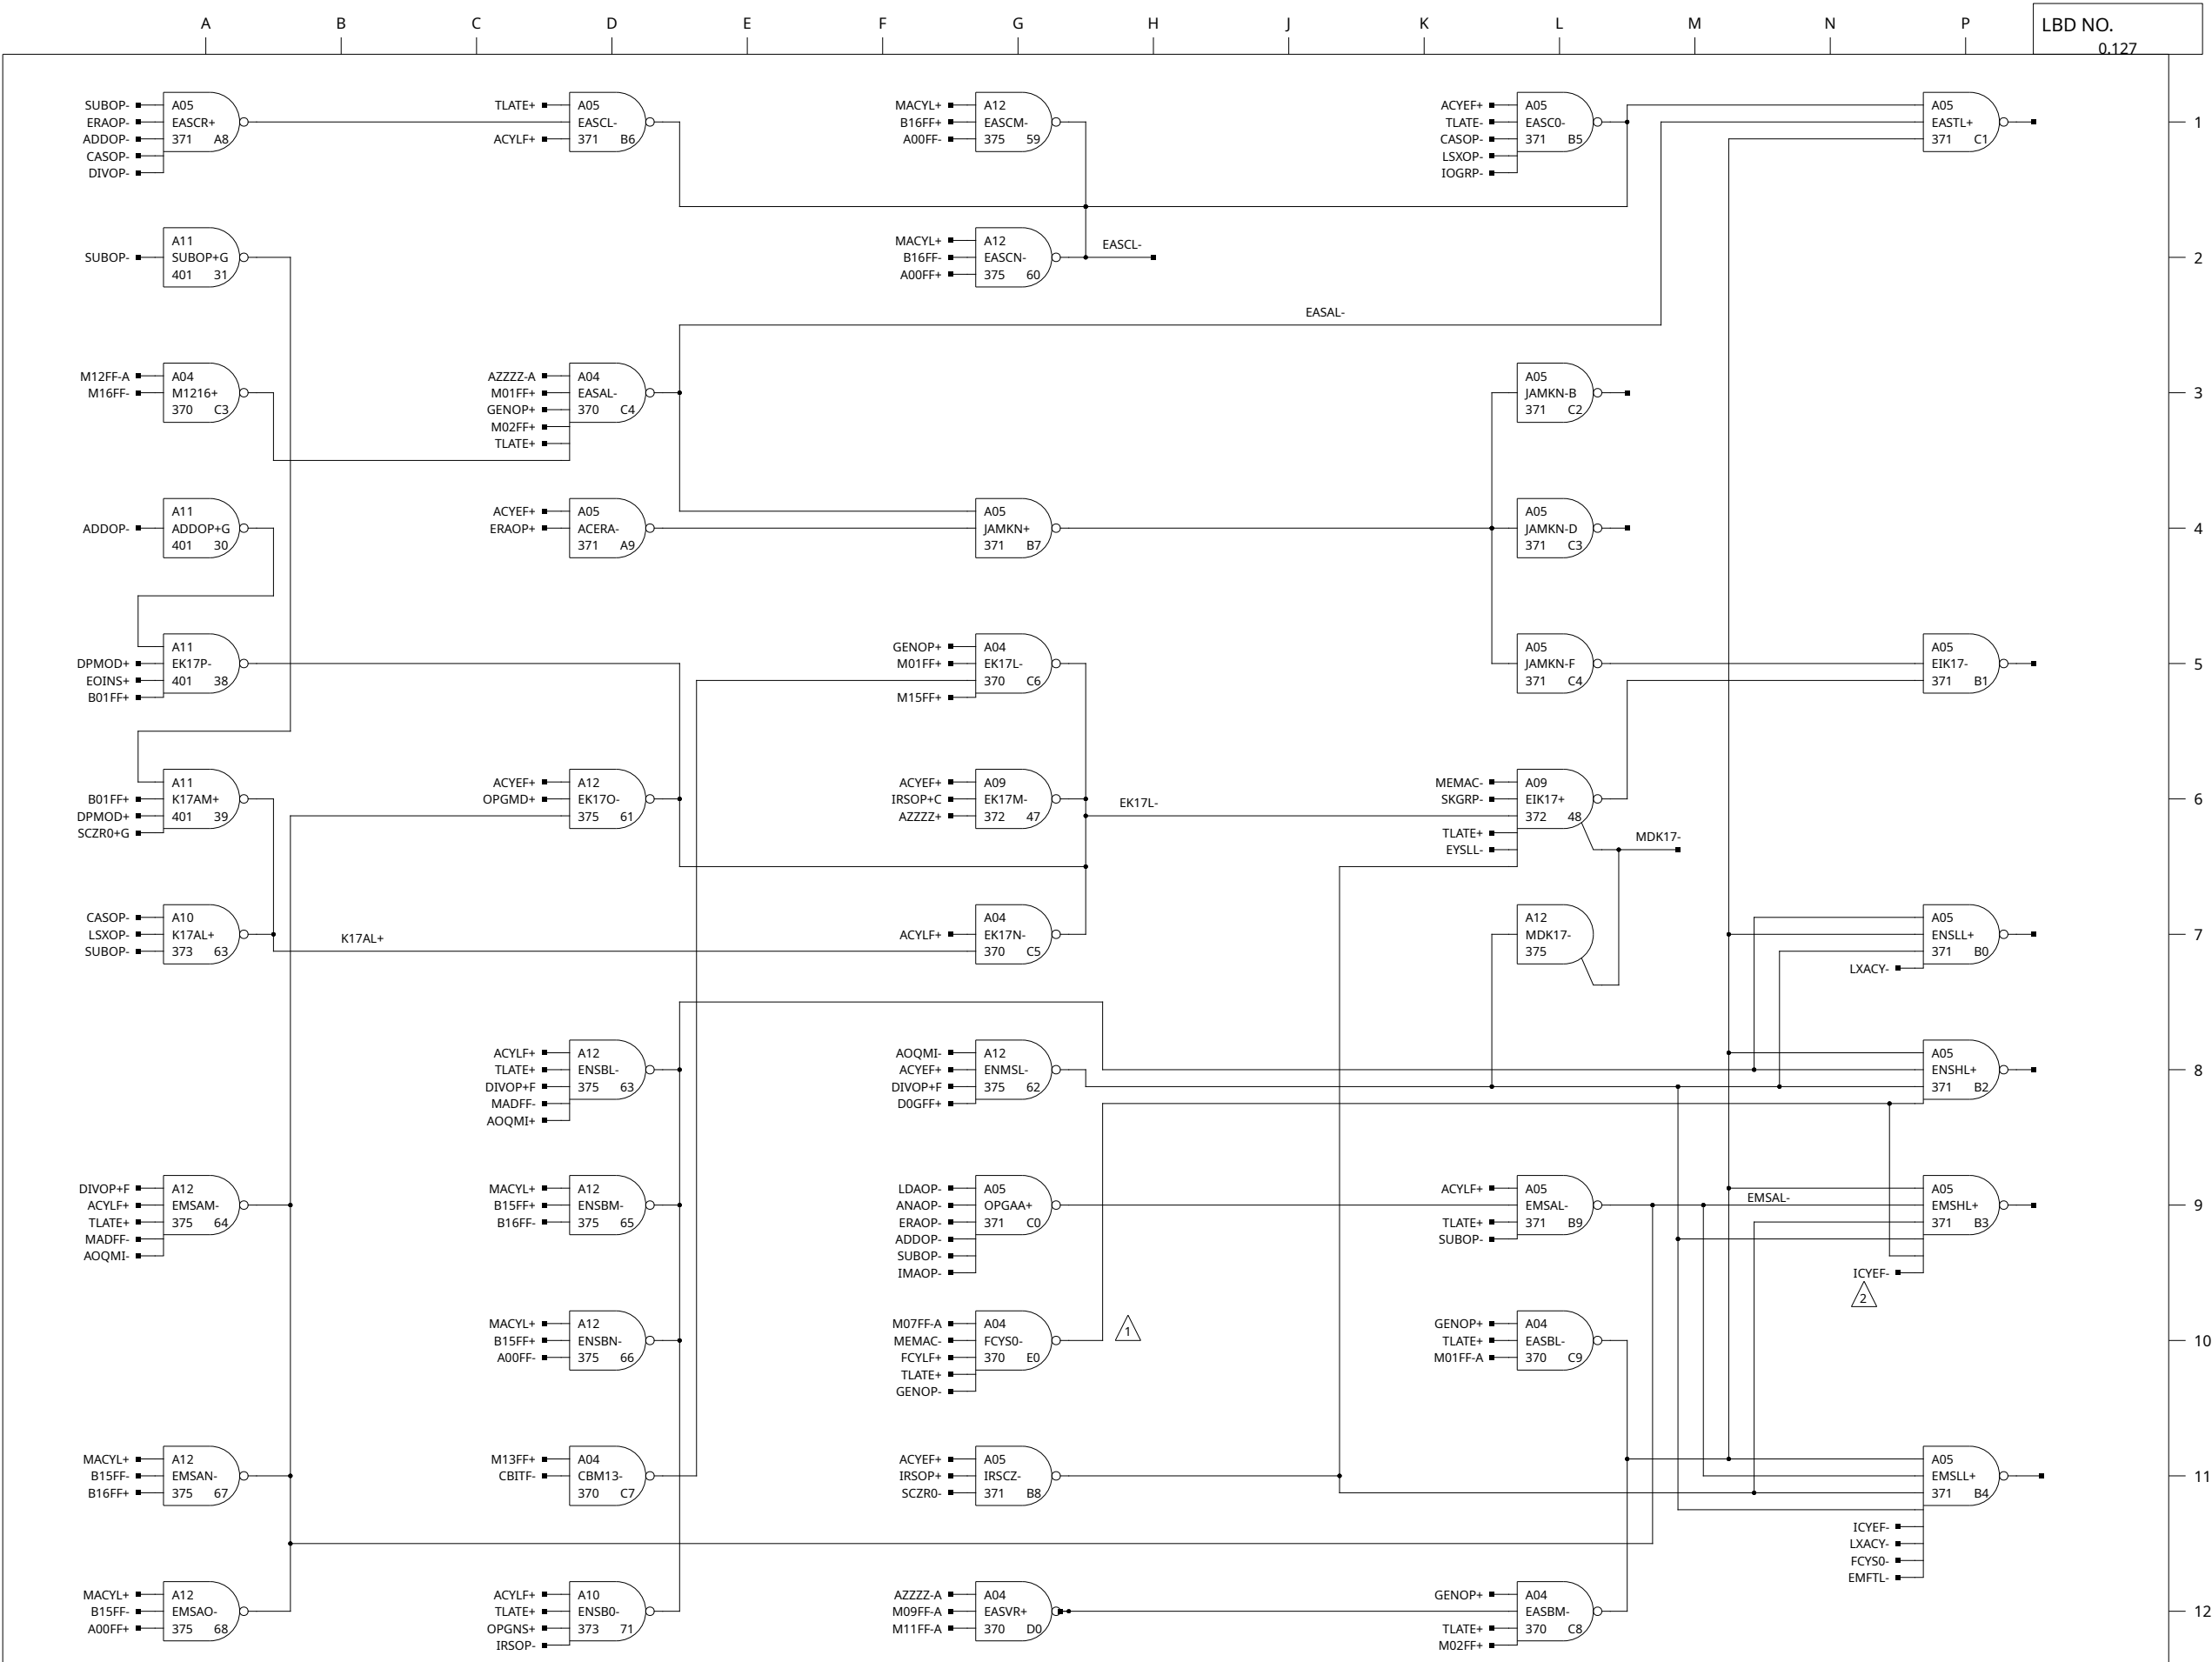 A B C D E F G H J K L M N P
LBD NO.
0.127
SUBOP-
ERAOP-
ADDOP-
CASOP-
DIVOP-
A05
EASCR+
371 A8
TLATE+
ACYLF+
A05
EASCL-
371 B6
MACYL+
B16FF+
A00FF-
A12
EASCM-
375 59
ACYEF+
TLATE-
CASOP-
LSXOP-
IOGRP-
A05
EASC0-
371 B5
A05
EASTL+
371 C1
1
SUBOP-
A11
SUBOP+G
401 31
MACYL+
B16FF-
A00FF+
A12
EASCN-
375 60
EASCL-
2
EASAL-
M12FF-A
M16FF-
A04
M1216+
370 C3
AZZZZ-A
M01FF+
GENOP+
M02FF+
TLATE+
A04
EASAL-
370 C4
A05
JAMKN-B
371 C2
3
ADDOP-
A11
ADDOP+G
401 30
ACYEF+
ERAOP+
A05
ACERA-
371 A9
A05
JAMKN+
371 B7
A05
JAMKN-D
371 C3
4
DPMOD+
EOINS+
B01FF+
A11
EK17P-
401 38
GENOP+
M01FF+
M15FF+
A04
EK17L-
370 C6
A05
JAMKN-F
371 C4
A05
EIK17-
371 B1
5
B01FF+
DPMOD+
SCZR0+G
A11
K17AM+
401 39
ACYEF+
OPGMD+
A12
EK17O-
375 61
ACYEF+
IRSOP+C
AZZZZ+
A09
EK17M-
372 47
EK17L-
MEMAC-
SKGRP-
TLATE+
EYSLL-
A09
EIK17+
372 48
MDK17-
6
CASOP-
LSXOP-
SUBOP-
A10
K17AL+
373 63
K17AL+
ACYLF+
A04
EK17N-
370 C5
A12
MDK17-
375
LXACY-
A05
ENSLL+
371 B0
7
ACYLF+
TLATE+
DIVOP+F
MADFF-
AOQMI+
A12
ENSBL-
375 63
AOQMI-
ACYEF+
DIVOP+F
D0GFF+
A12
ENMSL-
375 62
A05
ENSHL+
371 B2
8
DIVOP+F
ACYLF+
TLATE+
MADFF-
AOQMI-
A12
EMSAM-
375 64
MACYL+
B15FF+
B16FF-
A12
ENSBM-
375 65
LDAOP-
ANAOP-
ERAOP-
ADDOP-
SUBOP-
IMAOP-
A05
OPGAA+
371 C0
ACYLF+
TLATE+
SUBOP-
A05
EMSAL-
371 B9
EMSAL-
ICYEF-
2
A05
EMSHL+
371 B3
9
MACYL+
B15FF+
A00FF-
A12
ENSBN-
375 66
M07FF-A
MEMAC-
FCYLF+
TLATE+
GENOP-
A04
FCYS0-
370 E0
1
GENOP+
TLATE+
M01FF-A
A04
EASBL-
370 C9
10
MACYL+
B15FF-
B16FF+
A12
EMSAN-
375 67
M13FF+
CBITF-
A04
CBM13-
370 C7
ACYEF+
IRSOP+
SCZR0-
A05
IRSCZ-
371 B8
A05
EMSLL+
371 B4
ICYEF-
LXACY-
FCYS0-
EMFTL-
11
MACYL+
B15FF-
A00FF+
A12
EMSAO-
375 68
ACYLF+
TLATE+
OPGNS+
IRSOP-
A10
ENSB0-
373 71
AZZZZ-A
M09FF-A
M11FF-A
A04
EASVR+
370 D0
GENOP+
TLATE+
M02FF+
A04
EASBM-
370 C8
12